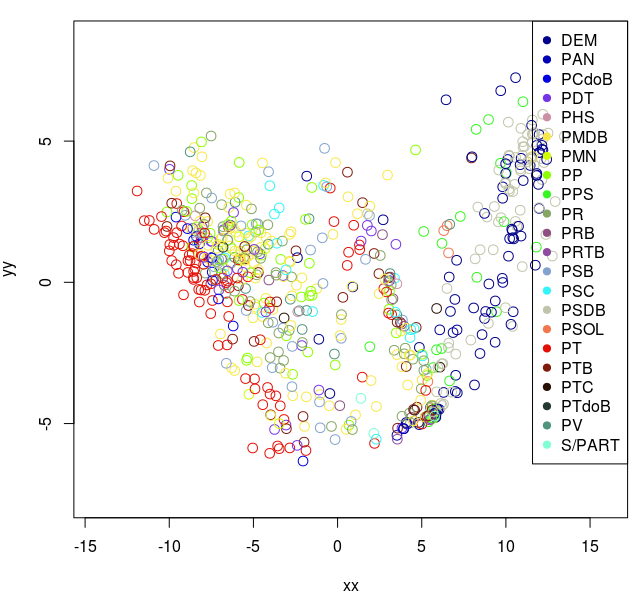 DEM
PAN
PCdoB
PDT
PHS
PMDB
PMN
PP
PPS
PR
PRB
PRTB
PSB
PSC
PSDB
PSOL
PT
PTB
PTC
PTdoB
PV
S/PART
5
0
-5
yy
-15 -10 -5 0 5 10 15
xx